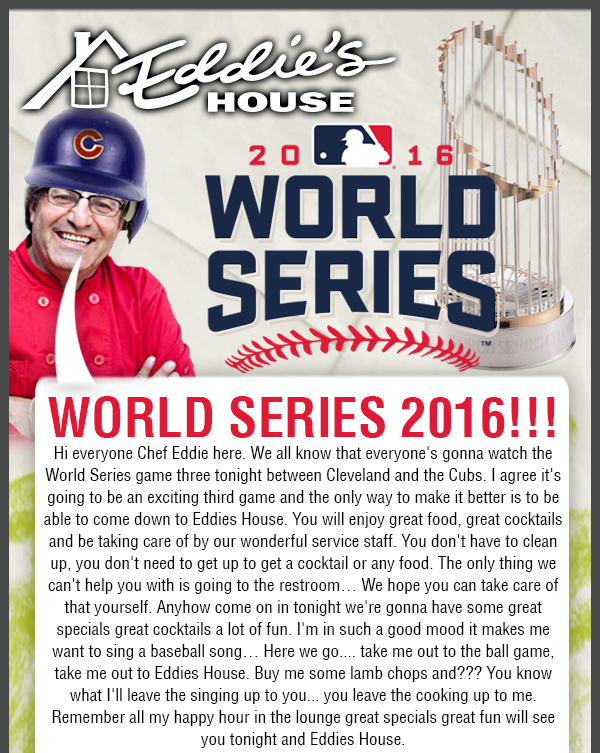 Eddie's
HOUSE
C
2016
WORLD
SERIES
TM
WORLD SERIES 2016!!!
Hi everyone Chef Eddie here. We all know that everyone's gonna watch the
World Series game three tonight between Cleveland and the Cubs. I agree it's
going to be an exciting third game and the only way to make it better is to be
able to come down to Eddies House. You will enjoy great food, great cocktails
and be taking care of by our wonderful service staff. You don't have to clean
up, you don't need to get up to get a cocktail or any food. The only thing we
can't help you with is going to the restroom… We hope you can take care of
that yourself. Anyhow come on in tonight we're gonna have some great
specials great cocktails a lot of fun. I'm in such a good mood it makes me
want to sing a baseball song… Here we go.... take me out to the ball game,
take me out to Eddies House. Buy me some lamb chops and??? You know
what I'll leave the singing up to you... you leave the cooking up to me.
Remember all my happy hour in the lounge great specials great fun will see
you tonight and Eddies House.